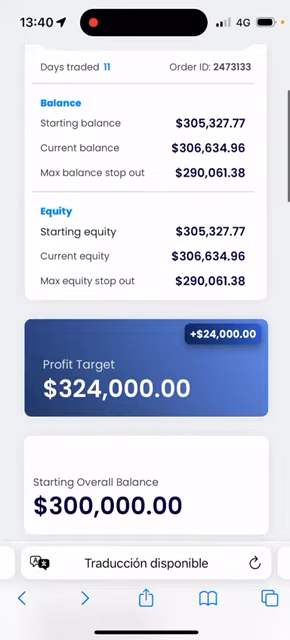 13:40
4G
Days traded 11 Order ID: 2473133
Balance
Starting balance $305,327.77
Current balance $306,634.96
Max balance stop out $290,061.38
Equity
Starting equity $305,327.77
Current equity $306,634.96
Max equity stop out $290,061.38
+$24,000.00
Profit Target
$324,000.00
Starting Overall Balance
$300,000.00
Traducción disponible